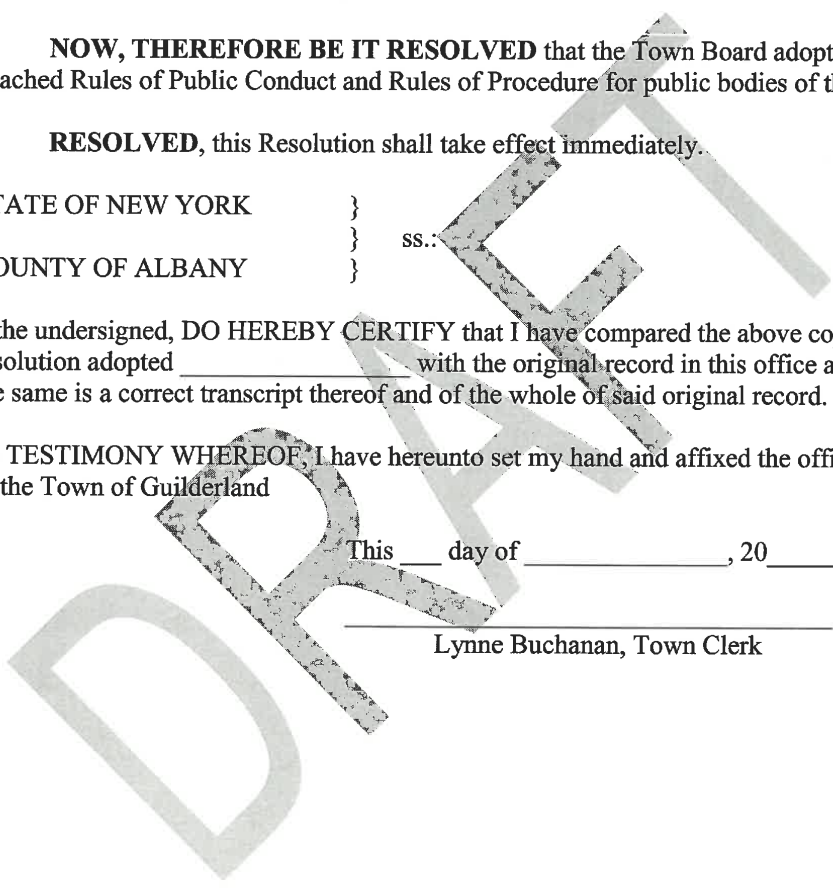 NOW, THEREFORE BE IT RESOLVED that the Town Board adopt
ached Rules of Public Conduct and Rules of Procedure for public bodies of t
RESOLVED, this Resolution shall take effect immediately.
TATE OF NEW YORK }
} ss.:
OUNTY OF ALBANY }
the undersigned, DO HEREBY CERTIFY that I have compared the above co
solution adopted ____________________ with the original record in this office a
e same is a correct transcript thereof and of the whole of said original record.
TESTIMONY WHEREOF, I have hereunto set my hand and affixed the offi
the Town of Guilderland
This ___ day of _________________, 20_____
Lynne Buchanan, Town Clerk
DRAFT